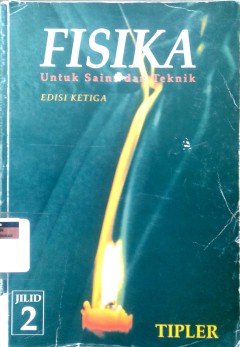 FISIKA
Untuk Sains dan Teknik
EDISI KETIGA
JILID
2
TIPLER